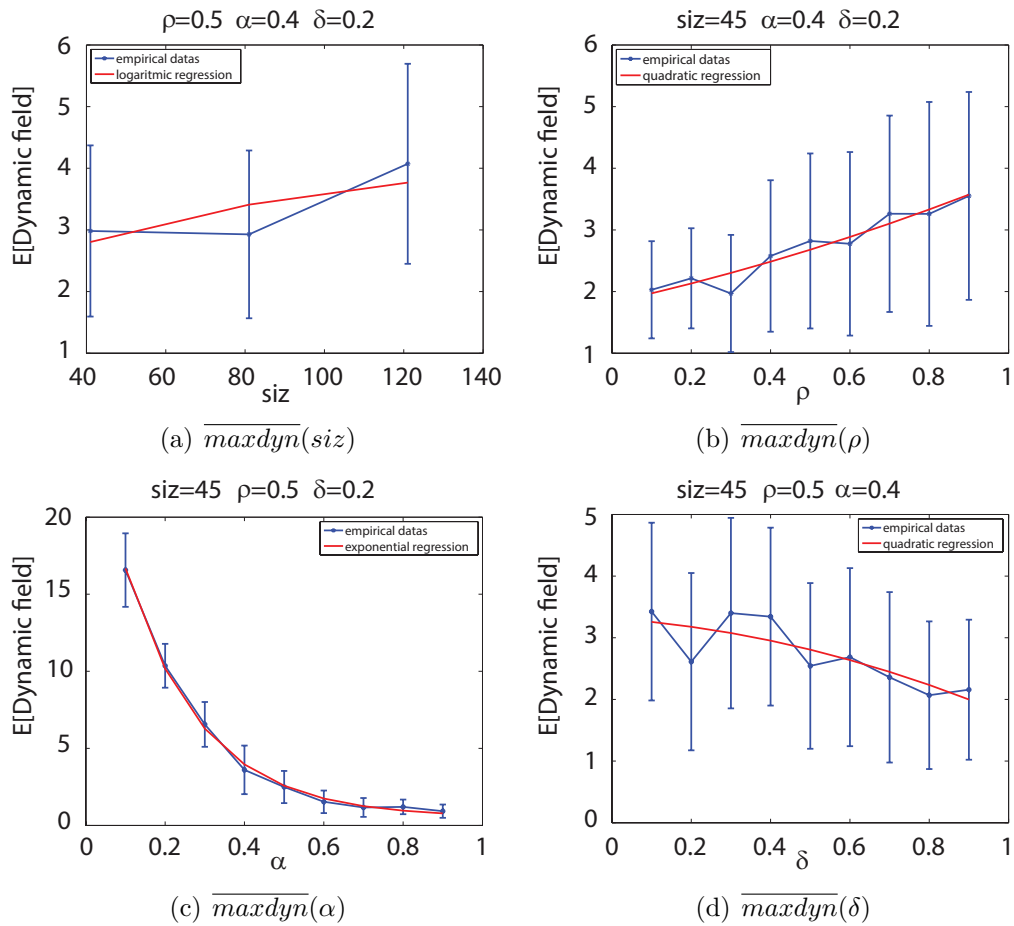 ρ=0.5 α=0.4 δ=0.2
empirical datas
logaritmic regression
E[Dynamic field]
6
5
4
3
2
1
40 60 80 100 120 140
siz
(a) maxdyn(siz)
siz=45 α=0.4 δ=0.2
empirical datas
quadratic regression
E[Dynamic field]
6
5
4
3
2
1
0 0.2 0.4 0.6 0.8 1
ρ
(b) maxdyn(ρ)
siz=45 ρ=0.5 δ=0.2
empirical datas
exponential regression
E[Dynamic field]
20
15
10
5
0
0 0.2 0.4 0.6 0.8 1
α
(c) maxdyn(α)
siz=45 ρ=0.5 α=0.4
empirical datas
quadratic regression
E[Dynamic field]
5
4
3
2
1
0
0 0.2 0.4 0.6 0.8 1
δ
(d) maxdyn(δ)